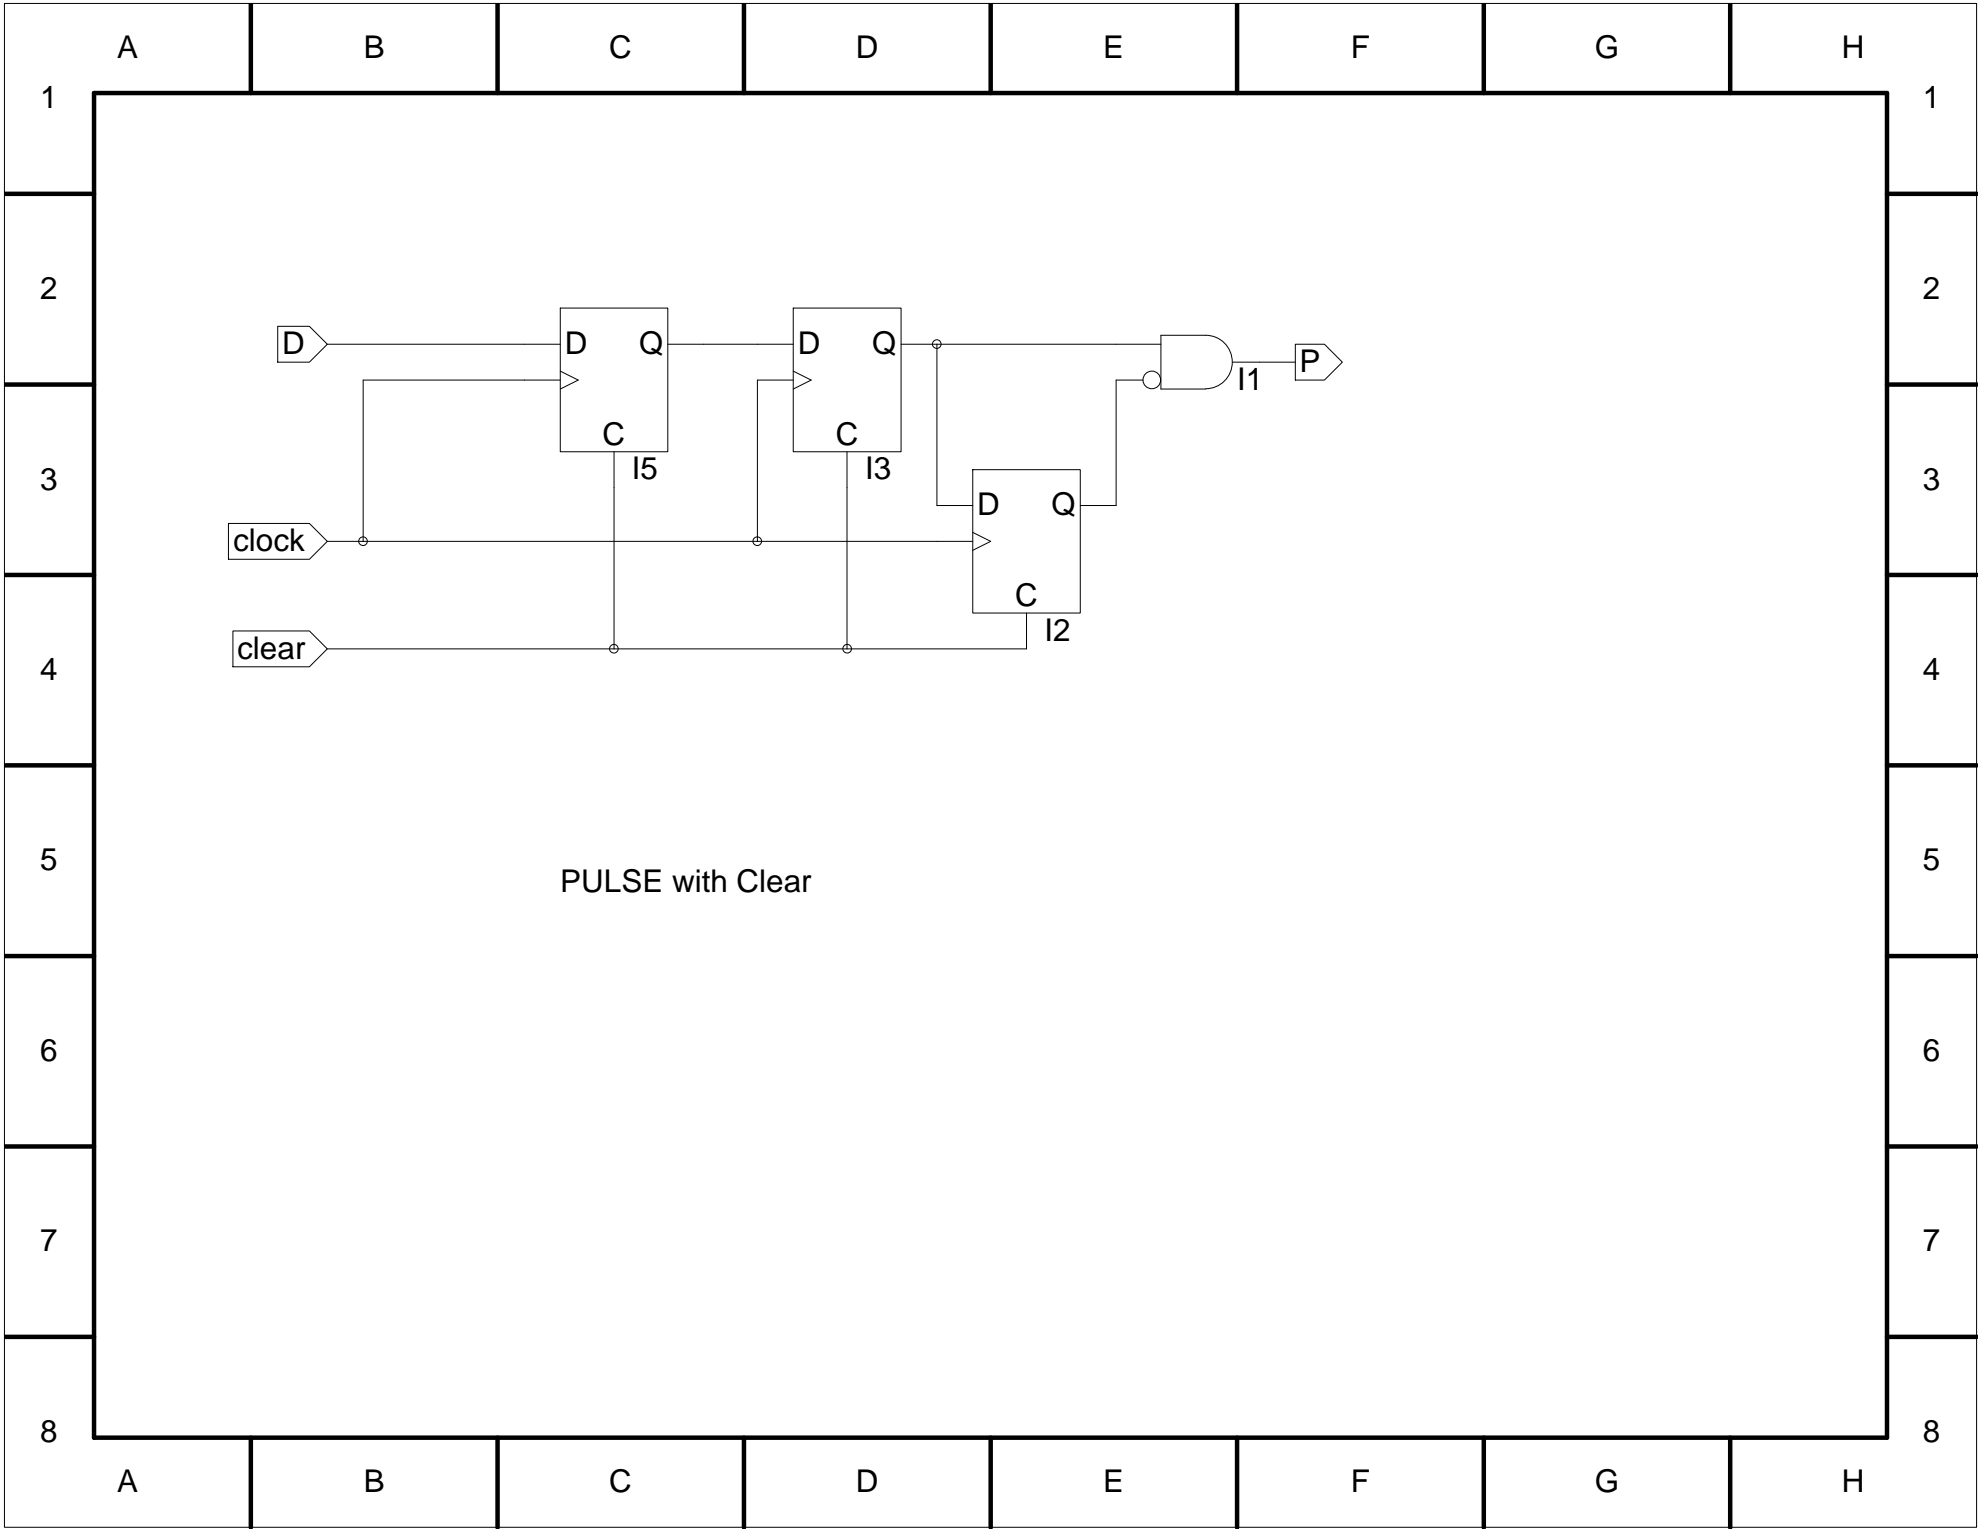 A B C D E F G H
1 1
2 2
D D Q D Q P
I1
C C
I5 I3
3 3
D Q
clock
C
I2
clear
4 4
PULSE with Clear
5 5
6 6
7 7
8 8
A B C D E F G H